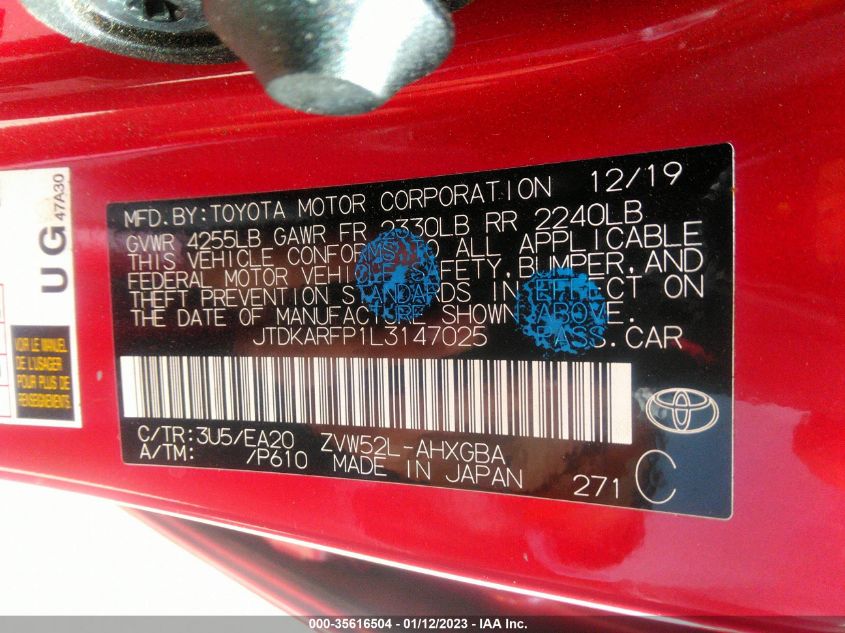 MFD. BY: TOYOTA MOTOR CORPORATION 12/19
GVWR 4255LB GAWR FR 2330LB RR 2240LB
THIS VEHICLE CONFORMS TO ALL APPLICABLE
FEDERAL MOTOR VEHICLE SAFETY, BUMPER, AND
THEFT PREVENTION STANDARDS IN EFFECT ON
THE DATE OF MANUFACTURE SHOWN ABOVE.
JTDKARFP1L3147025 PASS. CAR
C/TR: 3U5/EA20 ZVW52L-AHXGBA
A/TM: /P610 MADE IN JAPAN
271 C
UG
47A30
VOIR LE MANUEL
DE L'USAGER
POUR PLUS DE
RENSEIGNEMENTS
000-35616504 - 01/12/2023 - IAA Inc.